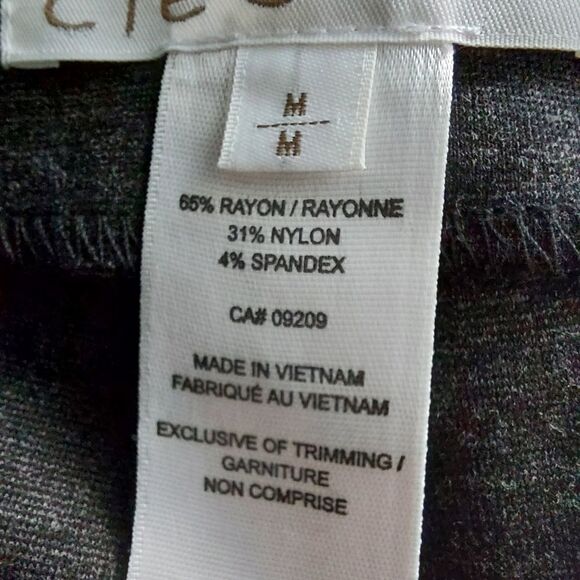 M
M
65% RAYON / RAYONNE
31% NYLON
4% SPANDEX
CA# 09209
MADE IN VIETNAM
FABRIQUÉ AU VIETNAM
EXCLUSIVE OF TRIMMING /
GARNITURE
NON COMPRISE